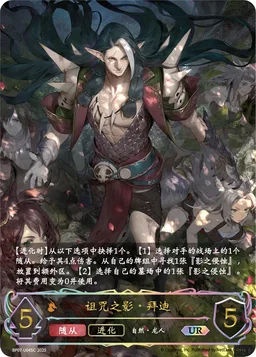 【进化时】从以下选项中抉择1个。【1】选择对手的战场上的1个
随从。给予其4点伤害。从自己的牌组中寻找1张『影之侵蚀』，
放置到额外区。【2】选择自己的墓场中的1张『影之侵蚀』。
将其费用变为0并使用。
诅咒之影·拜迪
5
5
随从
进化
自然·龙人
UR